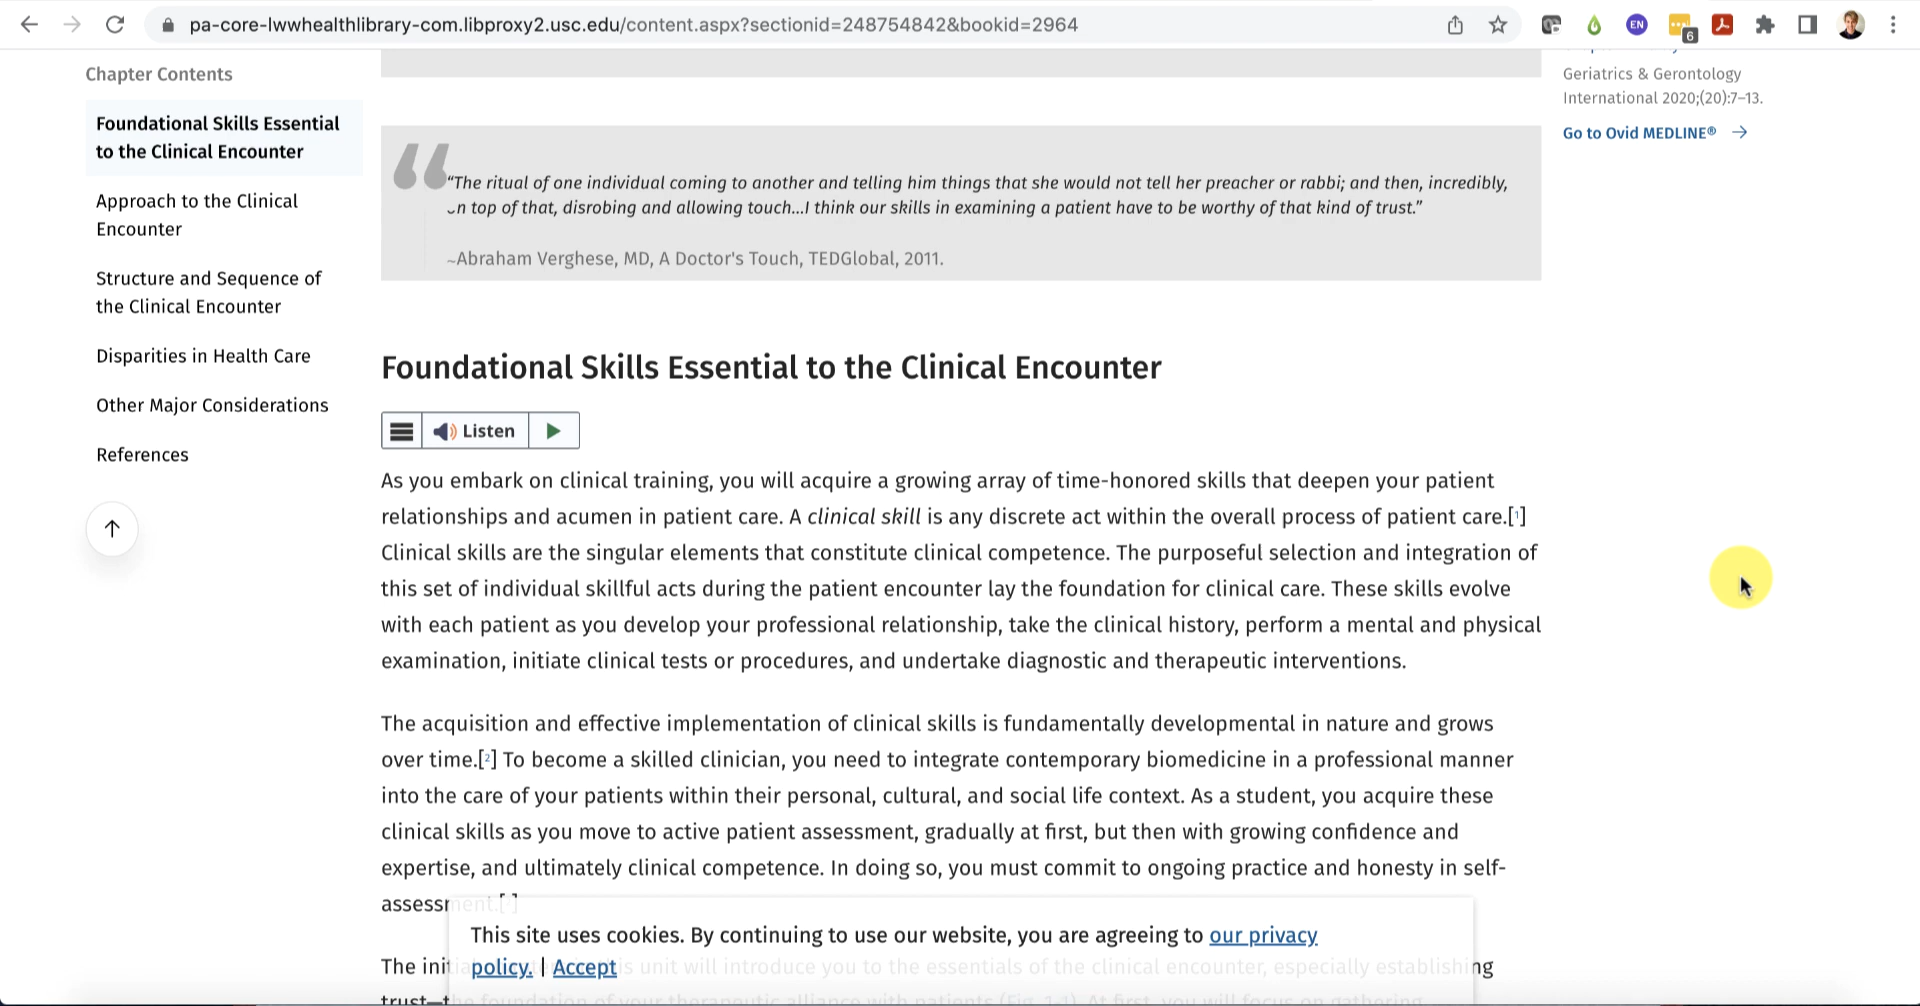 pa-core-lwwhealthlibrary-com.libproxy2.usc.edu/content.aspx?sectionid=248754842&bookid=2964
EN
6
Chapter Contents
Foundational Skills Essential
to the Clinical Encounter
Approach to the Clinical
Encounter
Structure and Sequence of
the Clinical Encounter
Disparities in Health Care
Other Major Considerations
References
“The ritual of one individual coming to another and telling him things that she would not tell her preacher or rabbi; and then, incredibly,
on top of that, disrobing and allowing touch...I think our skills in examining a patient have to be worthy of that kind of trust.”
~Abraham Verghese, MD, A Doctor's Touch, TEDGlobal, 2011.
Foundational Skills Essential to the Clinical Encounter
Listen
As you embark on clinical training, you will acquire a growing array of time-honored skills that deepen your patient
relationships and acumen in patient care. A clinical skill is any discrete act within the overall process of patient care.[1]
Clinical skills are the singular elements that constitute clinical competence. The purposeful selection and integration of
this set of individual skillful acts during the patient encounter lay the foundation for clinical care. These skills evolve
with each patient as you develop your professional relationship, take the clinical history, perform a mental and physical
examination, initiate clinical tests or procedures, and undertake diagnostic and therapeutic interventions.
The acquisition and effective implementation of clinical skills is fundamentally developmental in nature and grows
over time.[2] To become a skilled clinician, you need to integrate contemporary biomedicine in a professional manner
into the care of your patients within their personal, cultural, and social life context. As a student, you acquire these
clinical skills as you move to active patient assessment, gradually at first, but then with growing confidence and
expertise, and ultimately clinical competence. In doing so, you must commit to ongoing practice and honesty in self-
assessment.
The unit will introduce you to the essentials of the clinical encounter, especially establishing
trust—the foundation of your therapeutic alliance with patients (Fig. 1-1). At first, you will focus on gathering
This site uses cookies. By continuing to use our website, you are agreeing to our privacy
policy. | Accept
Geriatrics & Gerontology
International 2020;(20):7–13.
Go to Ovid MEDLINE® →